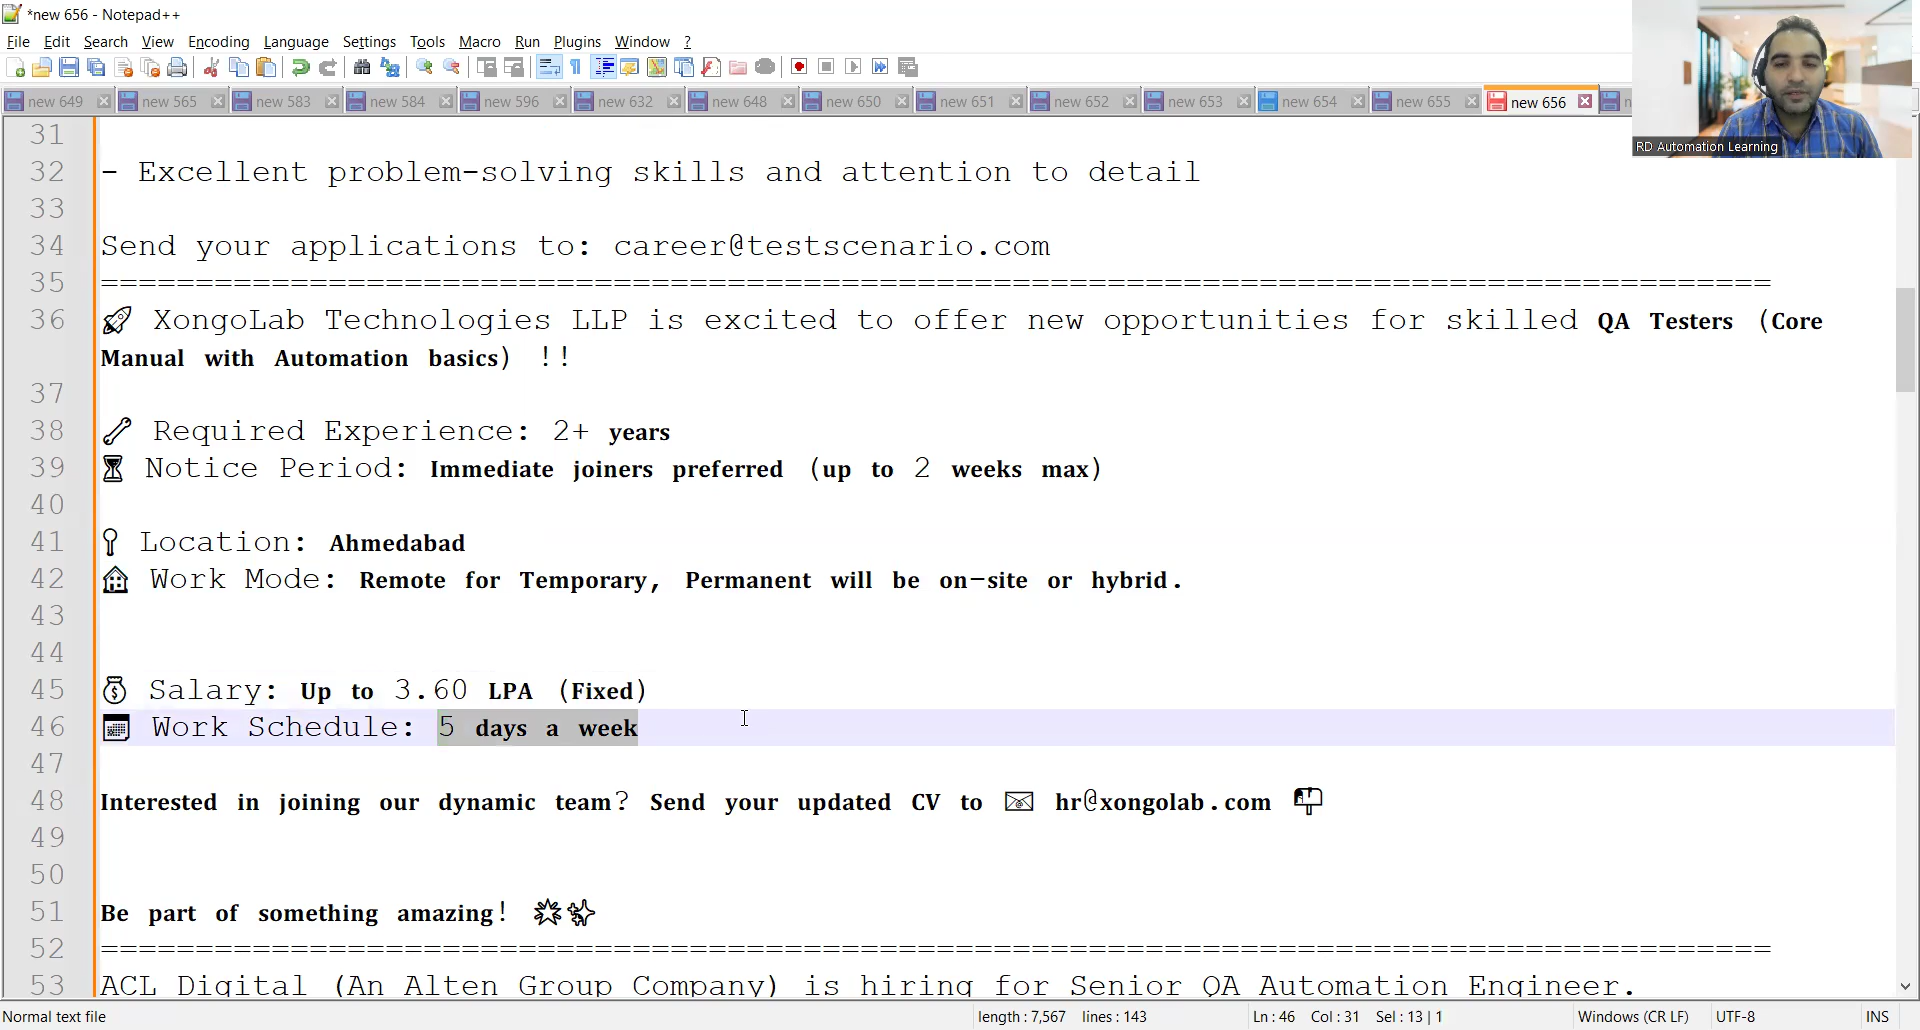 *new 656 - Notepad++
File Edit Search View Encoding Language Settings Tools Macro Run Plugins Window ?
new 649 new 565 new 583 new 584 new 596 new 632 new 648 new 650 new 651 new 652 new 653 new 654 new 655 new 656
RD Automation Learning
31
32 - Excellent problem-solving skills and attention to detail
33
34 Send your applications to: career@testscenario.com
35 ========================================================================================
36 🚀 XongoLab Technologies LLP is excited to offer new opportunities for skilled QA Testers (Core
Manual with Automation basics) !!
37
38 🔧 Required Experience: 2+ years
39 ⏳ Notice Period: Immediate joiners preferred (up to 2 weeks max)
40
41 📍 Location: Ahmedabad
42 🏠 Work Mode: Remote for Temporary, Permanent will be on-site or hybrid.
43
44
45 💰 Salary: Up to 3.60 LPA (Fixed)
46 📅 Work Schedule: 5 days a week
47
48 Interested in joining our dynamic team? Send your updated CV to 📧 hr@xongolab.com 📬
49
50
51 Be part of something amazing! 🌟✨
52 ========================================================================================
53 ACL Digital (An Alten Group Company) is hiring for Senior QA Automation Engineer.
Normal text file length : 7,567 lines : 143 Ln : 46 Col : 31 Sel : 13 | 1 Windows (CR LF) UTF-8 INS